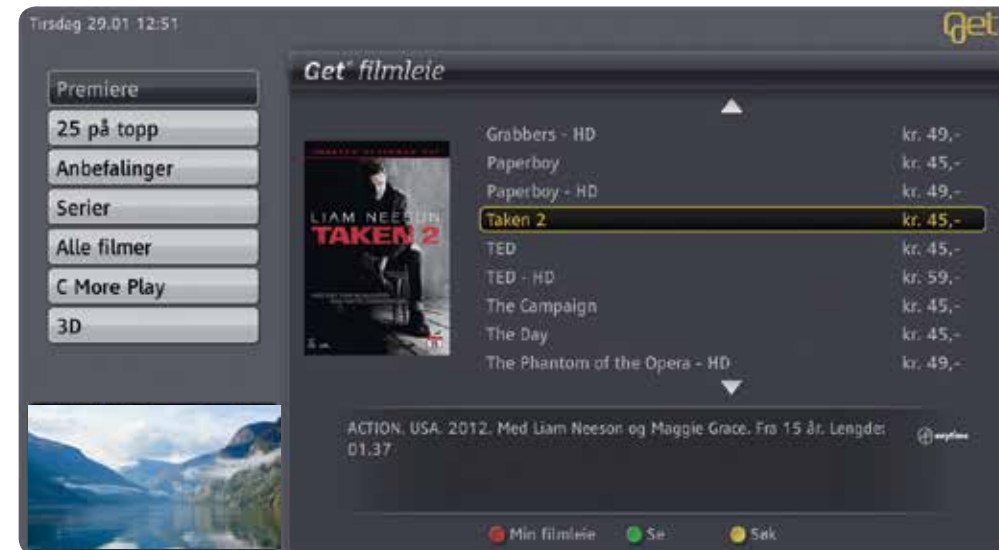 Tirsdag 29.01 12:51
Get
Get filmleie
Premiere
25 på topp
Anbefalinger
Serier
Alle filmer
C More Play
3D
LIAM NEESON
TAKEN 2
Grabbers - HD kr. 49,-
Paperboy kr. 45,-
Paperboy - HD kr. 49,-
Taken 2 kr. 45,-
TED kr. 45,-
TED - HD kr. 59,-
The Campaign kr. 45,-
The Day kr. 45,-
The Phantom of the Opera - HD kr. 49,-
ACTION. USA. 2012. Med Liam Neeson og Maggie Grace. Fra 15 år. Lengde:
01.37
anytime
Min filmleie Se Søk